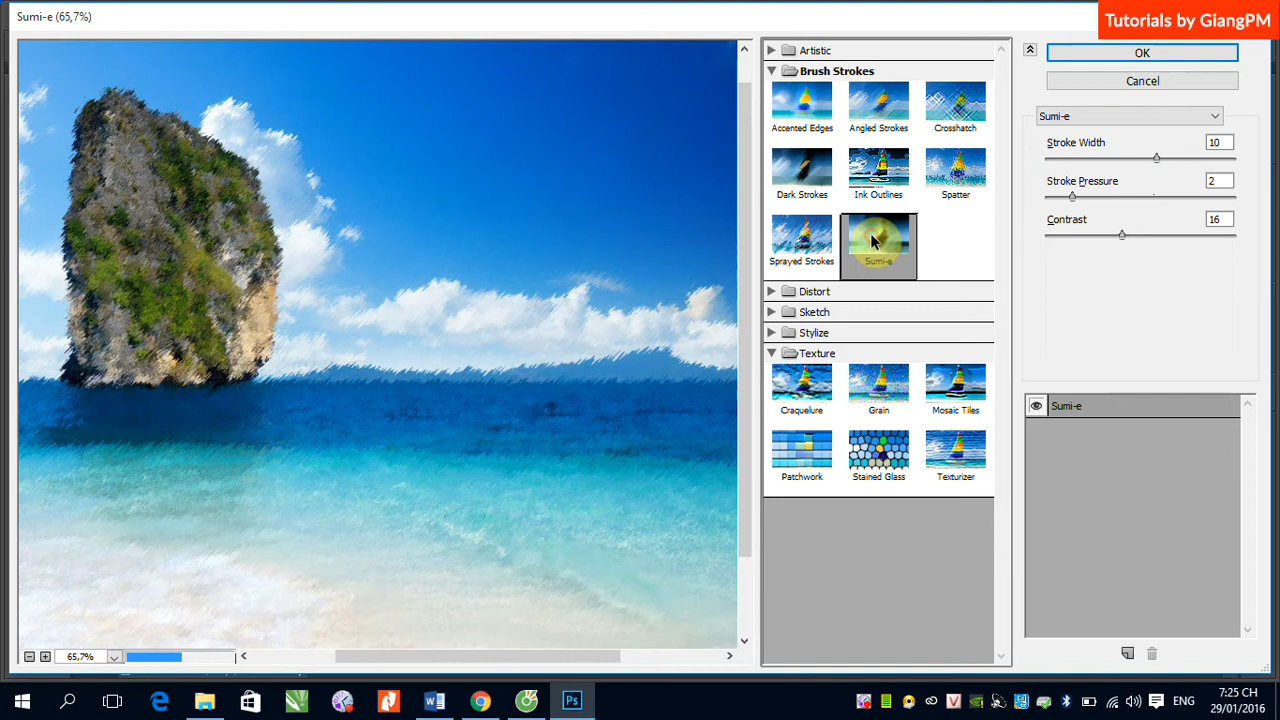 Sumi-e (65,7%)
Tutorials by GiangPM
Artistic
Brush Strokes
Accented Edges
Angled Strokes
Crosshatch
Dark Strokes
Ink Outlines
Spatter
Sprayed Strokes
Sumi-e
Distort
Sketch
Stylize
Texture
Craquelure
Grain
Mosaic Tiles
Patchwork
Stained Glass
Texturizer
OK
Cancel
Sumi-e
Stroke Width 10
Stroke Pressure 2
Contrast 16
Sumi-e
65,7%
Ps
ENG
7:25 CH
29/01/2016